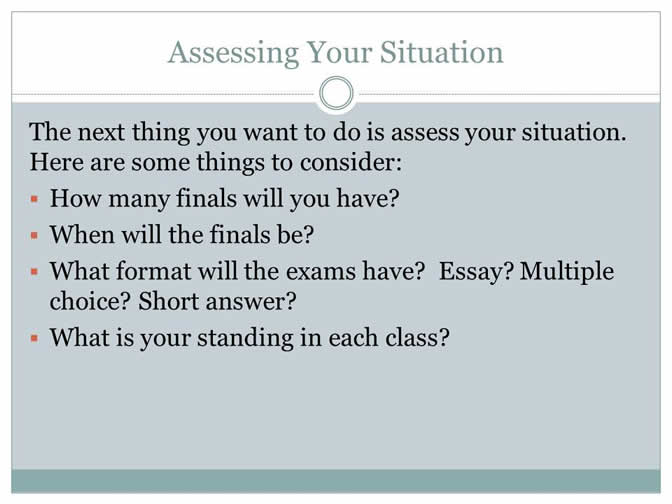 Assessing Your Situation
The next thing you want to do is assess your situation.
Here are some things to consider:
▪ How many finals will you have?
▪ When will the finals be?
▪ What format will the exams have?  Essay? Multiple
choice? Short answer?
▪ What is your standing in each class?